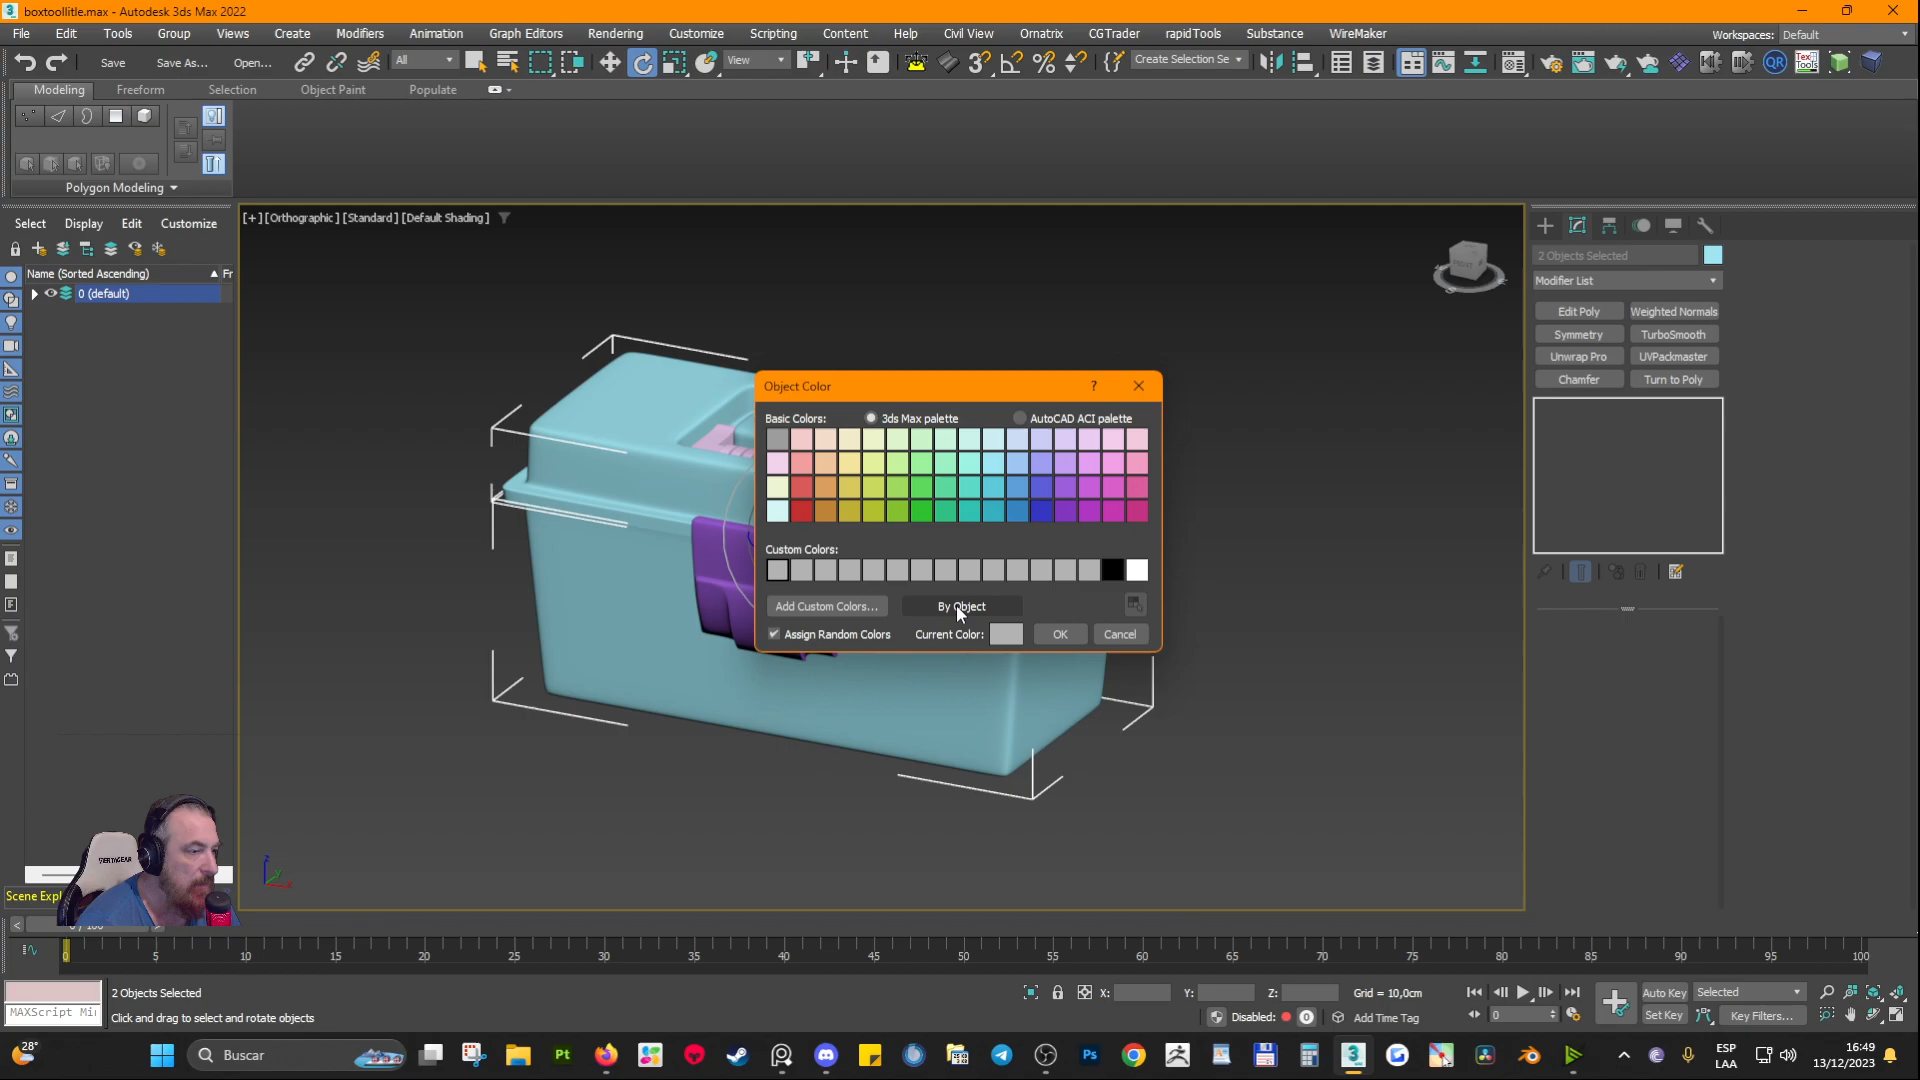 boxtoollitle.max - Autodesk 3ds Max 2022
File Edit Tools Group Views Create Modifiers Animation Graph Editors Rendering Customize Scripting Content Help Civil View Ornatrix CGTrader rapidTools Substance WireMaker
Workspaces: Default
Save Save As... Open... All View Create Selection Se
Modeling Freeform Selection Object Paint Populate
Polygon Modeling
Select Display Edit Customize
Name (Sorted Ascending) Fr
0 (default)
[+] [Orthographic] [Standard] [Default Shading]
FRONT
2 Objects Selected
Modifier List
Edit Poly Weighted Normals
Symmetry TurboSmooth
Unwrap Pro UVPackmaster
Chamfer Turn to Poly
Object Color ?
Basic Colors: 3ds Max palette AutoCAD ACI palette
Custom Colors:
Add Custom Colors... By Object
Assign Random Colors Current Color: OK Cancel
VERTAGEAR
Scene Expl
0 / 100
0 5 10 15 20 25 30 35 40 45 50 55 60 65 70 75 80 85 90 95 100
2 Objects Selected
X: Y: Z: Grid = 10,0cm
Auto Key Selected
MAXScript Mi
Click and drag to select and rotate objects
Disabled: 0 Add Time Tag
0 Set Key Key Filters...
28°
Buscar
ESP
LAA
16:49
13/12/2023